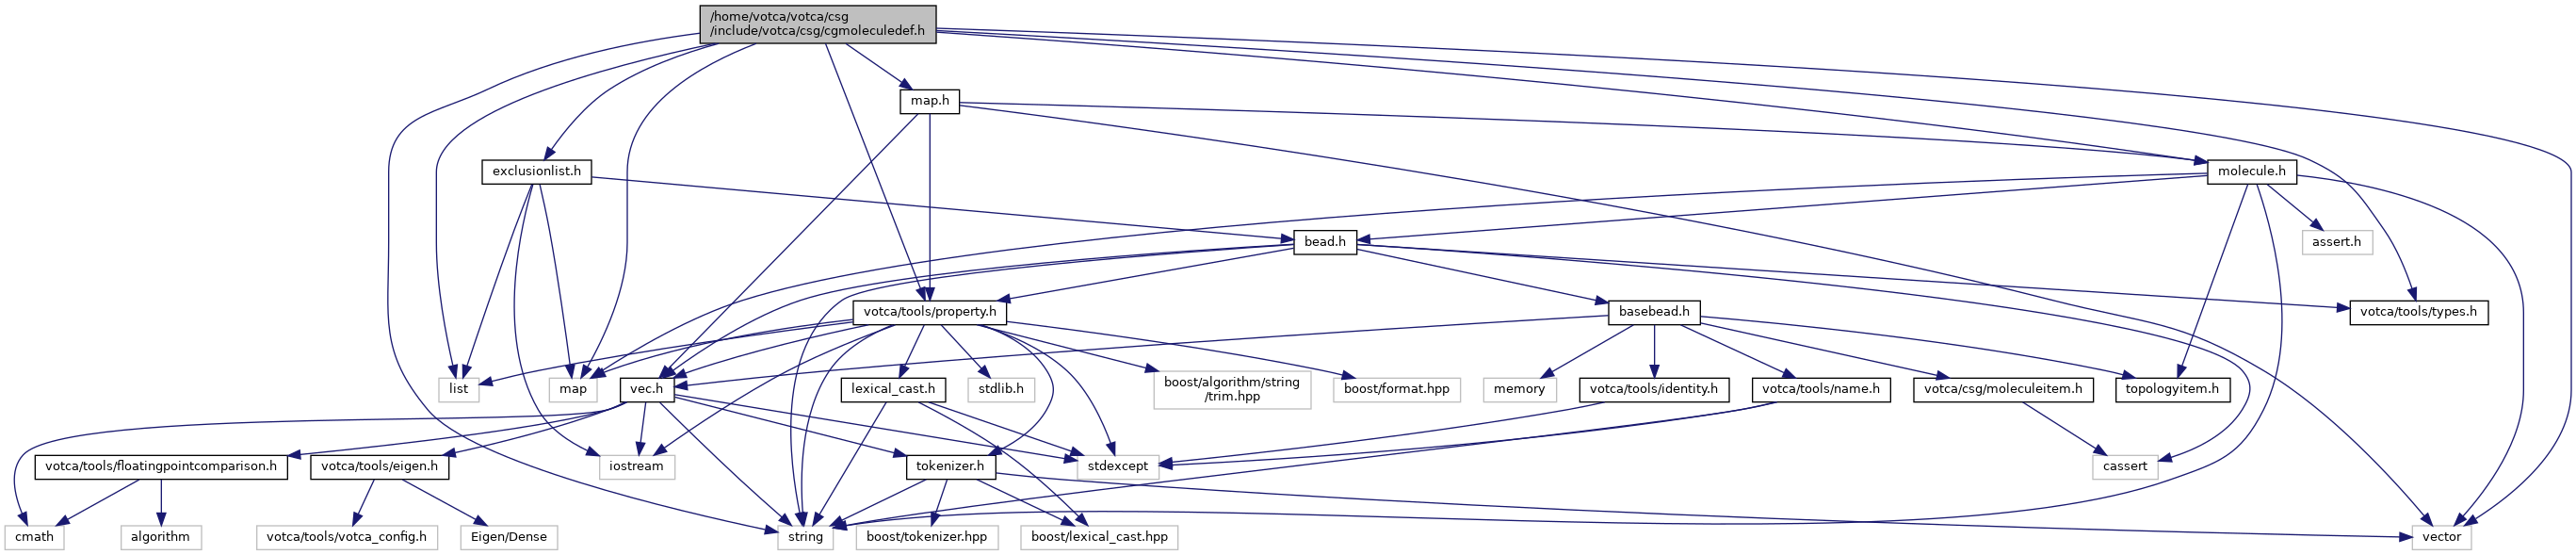 /home/votca/votca/csg
/include/votca/csg/cgmoleculedef.h
map.h
exclusionlist.h
molecule.h
bead.h
assert.h
votca/tools/property.h
basebead.h
votca/tools/types.h
list
map
vec.h
lexical_cast.h
stdlib.h
boost/algorithm/string
/trim.hpp
boost/format.hpp
memory
votca/tools/identity.h
votca/tools/name.h
votca/csg/moleculeitem.h
topologyitem.h
votca/tools/floatingpointcomparison.h
votca/tools/eigen.h
iostream
tokenizer.h
stdexcept
cassert
cmath
algorithm
votca/tools/votca_config.h
Eigen/Dense
string
boost/tokenizer.hpp
boost/lexical_cast.hpp
vector